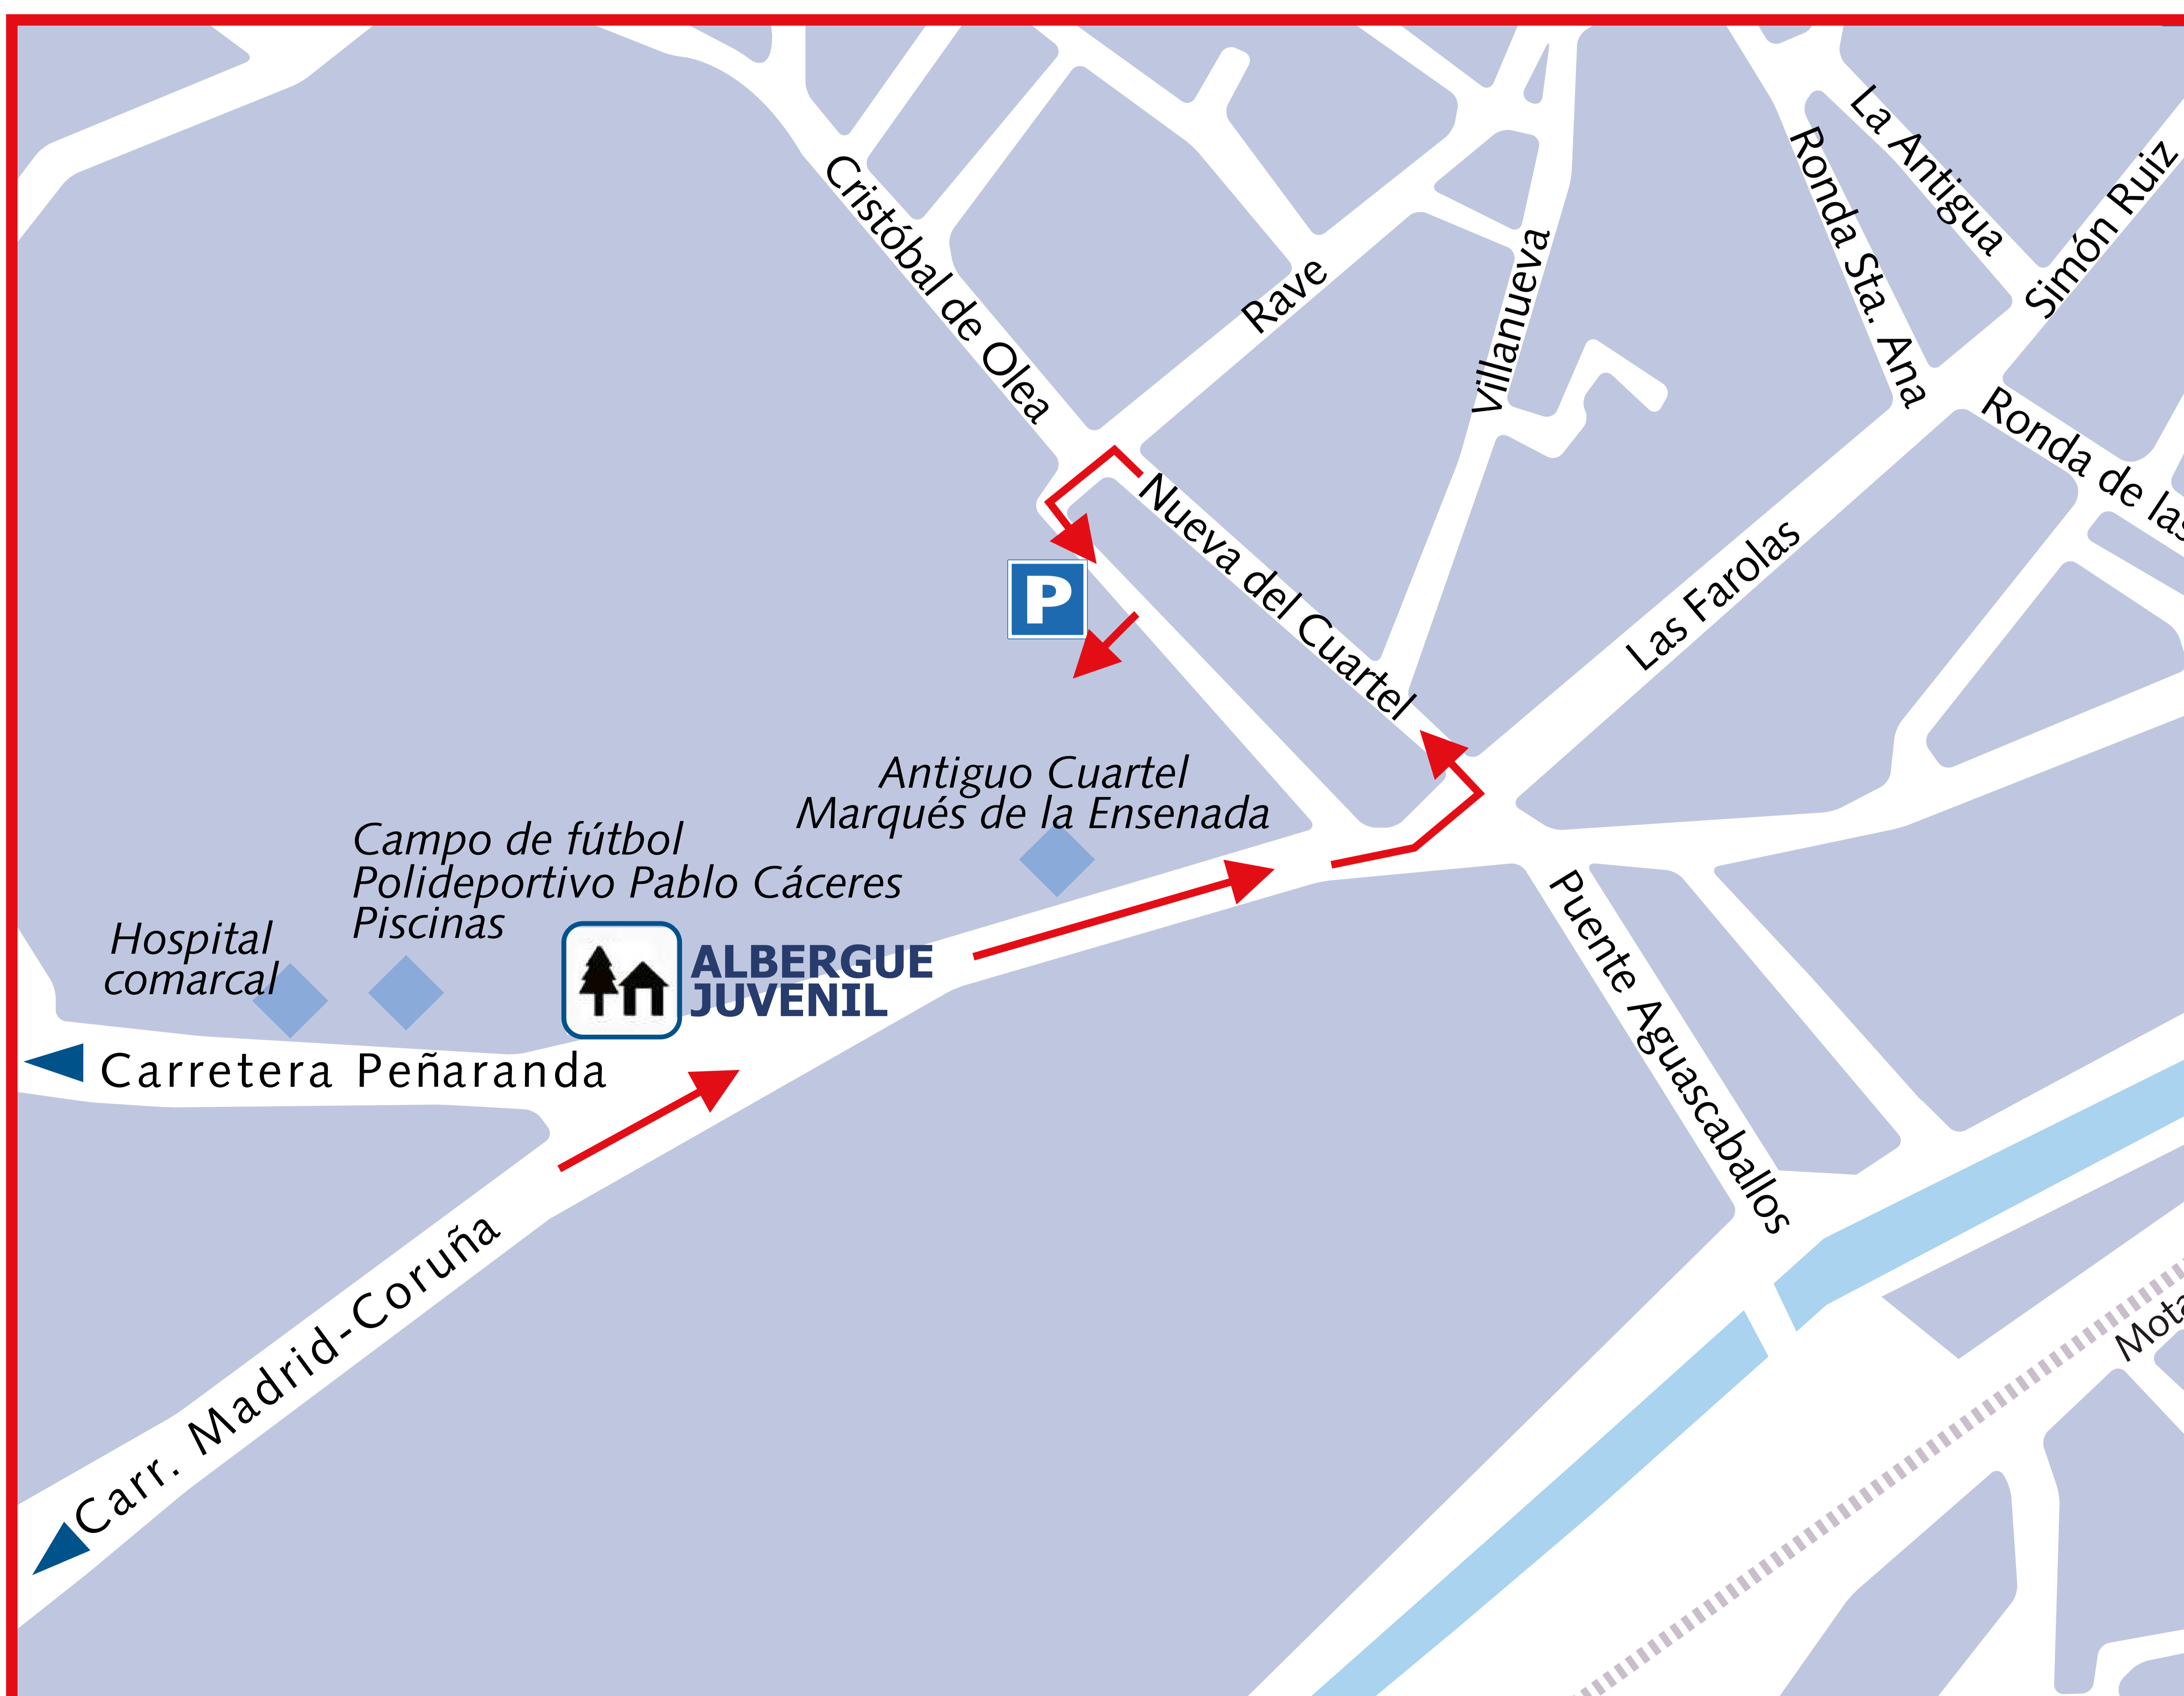 La Antigua
Simón Ruiz
Ronda Sta. Ana
Cristóbal de Olea
Rave
Villanueva
Ronda de las
Nueva del Cuartel
Las Farolas
P
Antiguo Cuartel
Marqués de la Ensenada
Campo de fútbol
Polideportivo Pablo Cáceres
Piscinas
Hospital
comarcal
ALBERGUE
JUVENIL
Carretera Peñaranda
Puente Aguascaballos
Carr. Madrid-Coruña